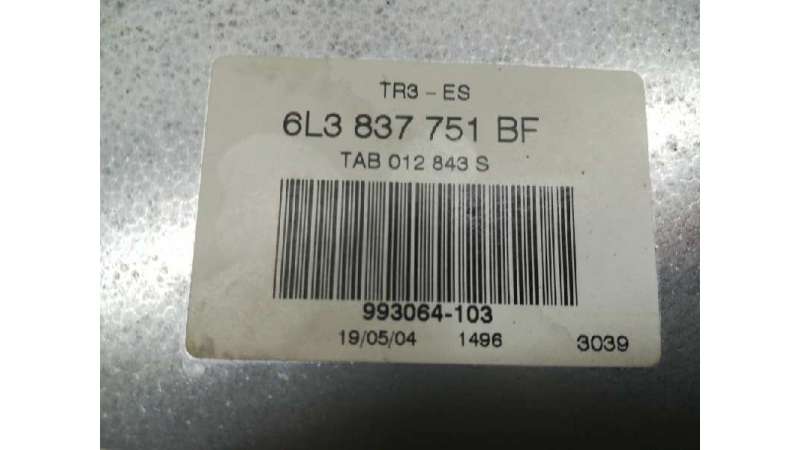 TR3 - ES
6L3 837 751 BF
TAB 012 843 S
993064-103
19/05/04 1496 3039